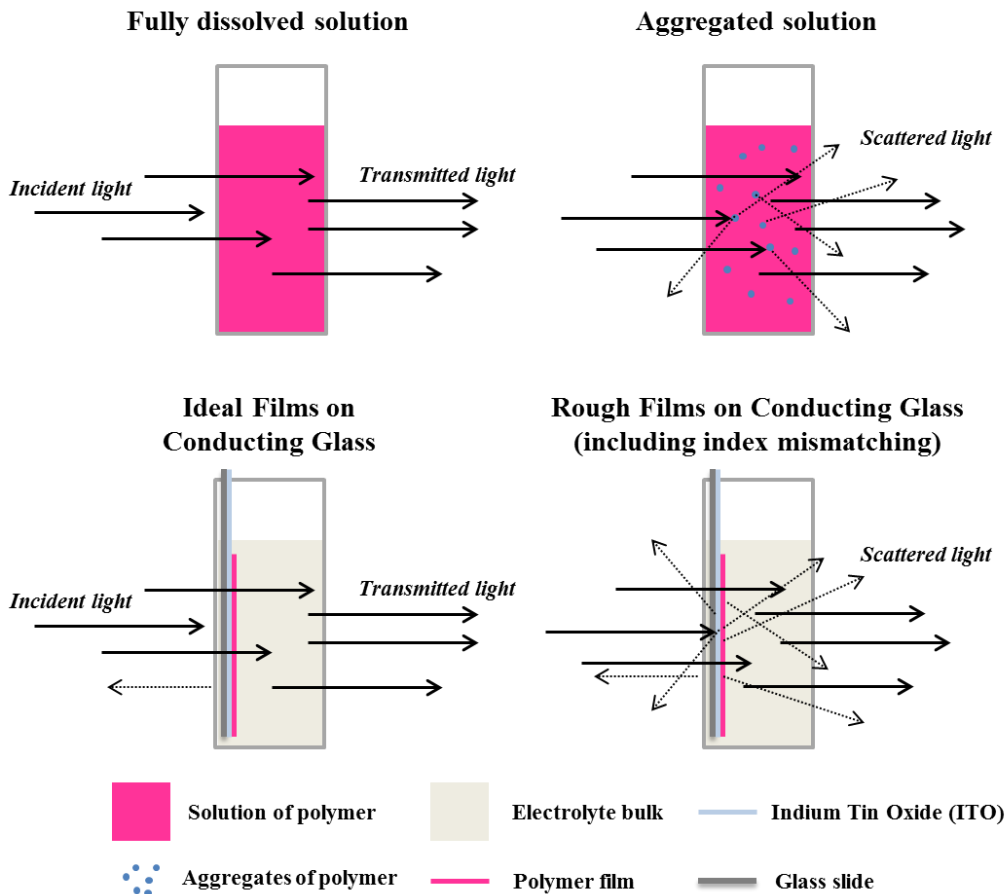 Fully dissolved solution
Aggregated solution
Incident light
Transmitted light
Scattered light
Ideal Films on
Conducting Glass
Rough Films on Conducting Glass
(including index mismatching)
Incident light
Transmitted light
Scattered light
Solution of polymer
Electrolyte bulk
Indium Tin Oxide (ITO)
Aggregates of polymer
Polymer film
Glass slide